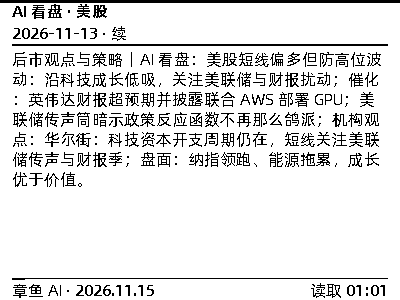 AI 看盘 · 美股
2026-11-13 · 续
后市观点与策略｜AI 看盘：美股短线偏多但防高位波
动：沿科技成长低吸，关注美联储与财报扰动；催化
：英伟达财报超预期并披露联合 AWS 部署 GPU；美
联储传声筒暗示政策反应函数不再那么鸽派；机构观
点：华尔街：科技资本开支周期仍在，短线关注美联
储传声与财报季；盘面：纳指领跑、能源拖累，成长
优于价值。
章鱼 AI · 2026.11.15
读取 01:01